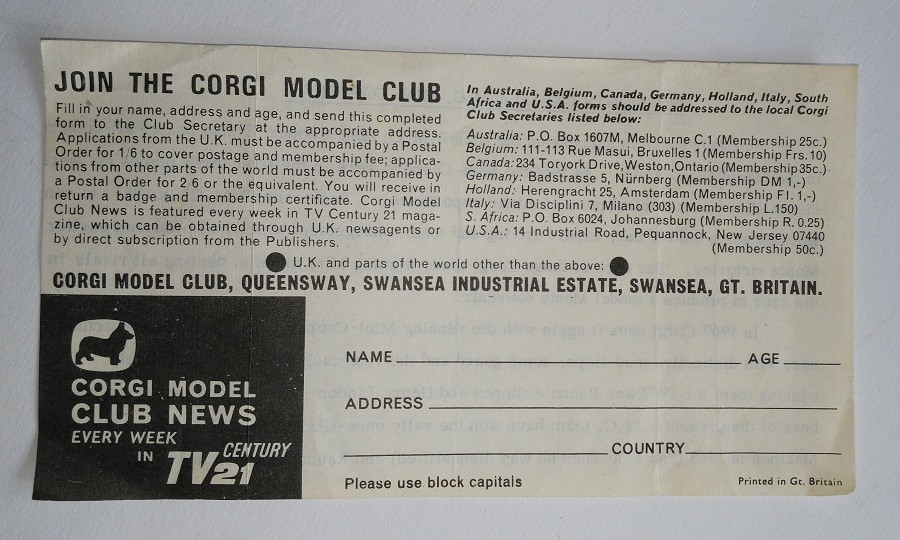 JOIN THE CORGI MODEL CLUB
Fill in your name, address and age, and send this completed
form to the Club Secretary at the appropriate address.
Applications from the U.K. must be accompanied by a Postal
Order for 1/6 to cover postage and membership fee; applica-
tions from other parts of the world must be accompanied by
a Postal Order for 2/6 or the equivalent. You will receive in
return a badge and membership certificate. Corgi Model
Club News is featured every week in TV Century 21 maga-
zine, which can be obtained through U.K. newsagents or
by direct subscription from the Publishers.
In Australia, Belgium, Canada, Germany, Holland, Italy, South
Africa and U.S.A. forms should be addressed to the local Corgi
Club Secretaries listed below:
Australia: P.O. Box 1607M, Melbourne C.1 (Membership 25c.)
Belgium: 111-113 Rue Masui, Bruxelles 1 (Membership Frs. 10)
Canada: 234 Toryork Drive, Weston, Ontario (Membership 35c.)
Germany: Badstrasse 5, Nürnberg (Membership DM 1,-)
Holland: Herengracht 25, Amsterdam (Membership Fl. 1,-)
Italy: Via Disciplini 7, Milano (303) (Membership L.150)
S. Africa: P.O. Box 6024, Johannesburg (Membership R. 0.25)
U.S.A.: 14 Industrial Road, Pequannock, New Jersey 07440
(Membership 50c.)
U.K. and parts of the world other than the above:
CORGI MODEL CLUB, QUEENSWAY, SWANSEA INDUSTRIAL ESTATE, SWANSEA, GT. BRITAIN.
CORGI MODEL
CLUB NEWS
EVERY WEEK
IN TV CENTURY 21
NAME AGE
ADDRESS
COUNTRY
Please use block capitals
Printed in Gt. Britain